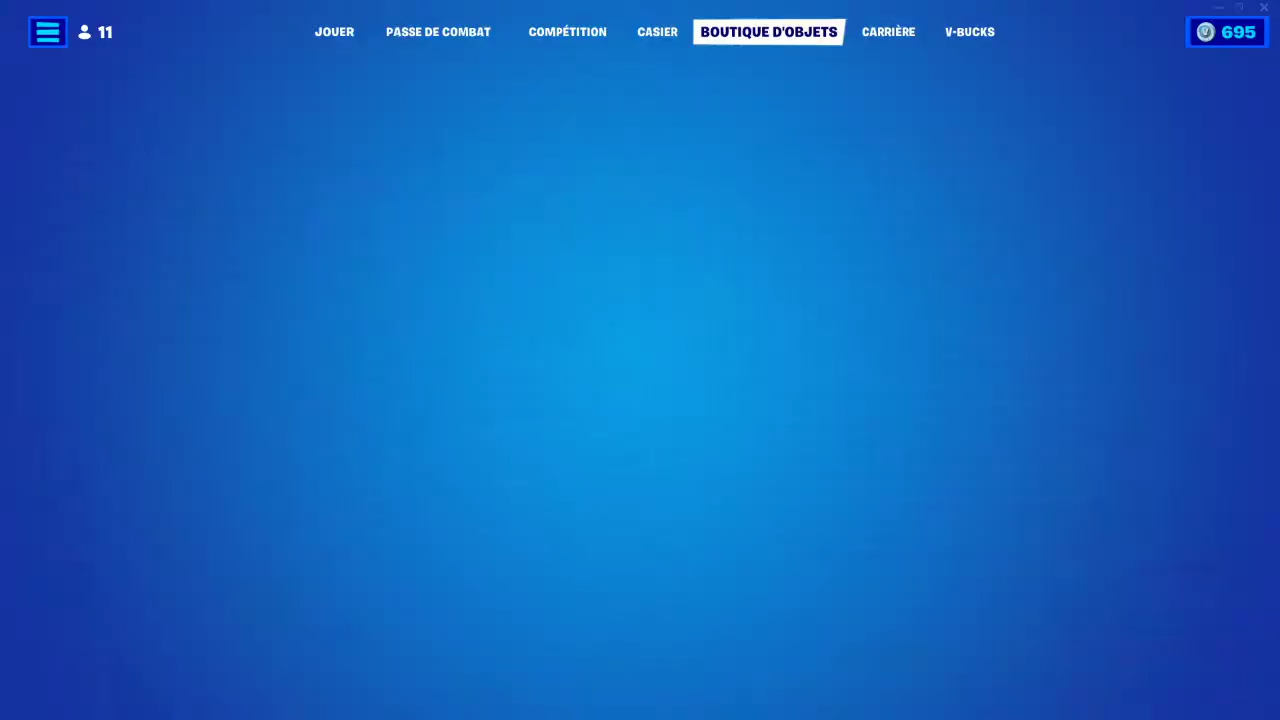 11 JOUER PASSE DE COMBAT COMPÉTITION CASIER BOUTIQUE D'OBJETS CARRIÈRE V-BUCKS 695